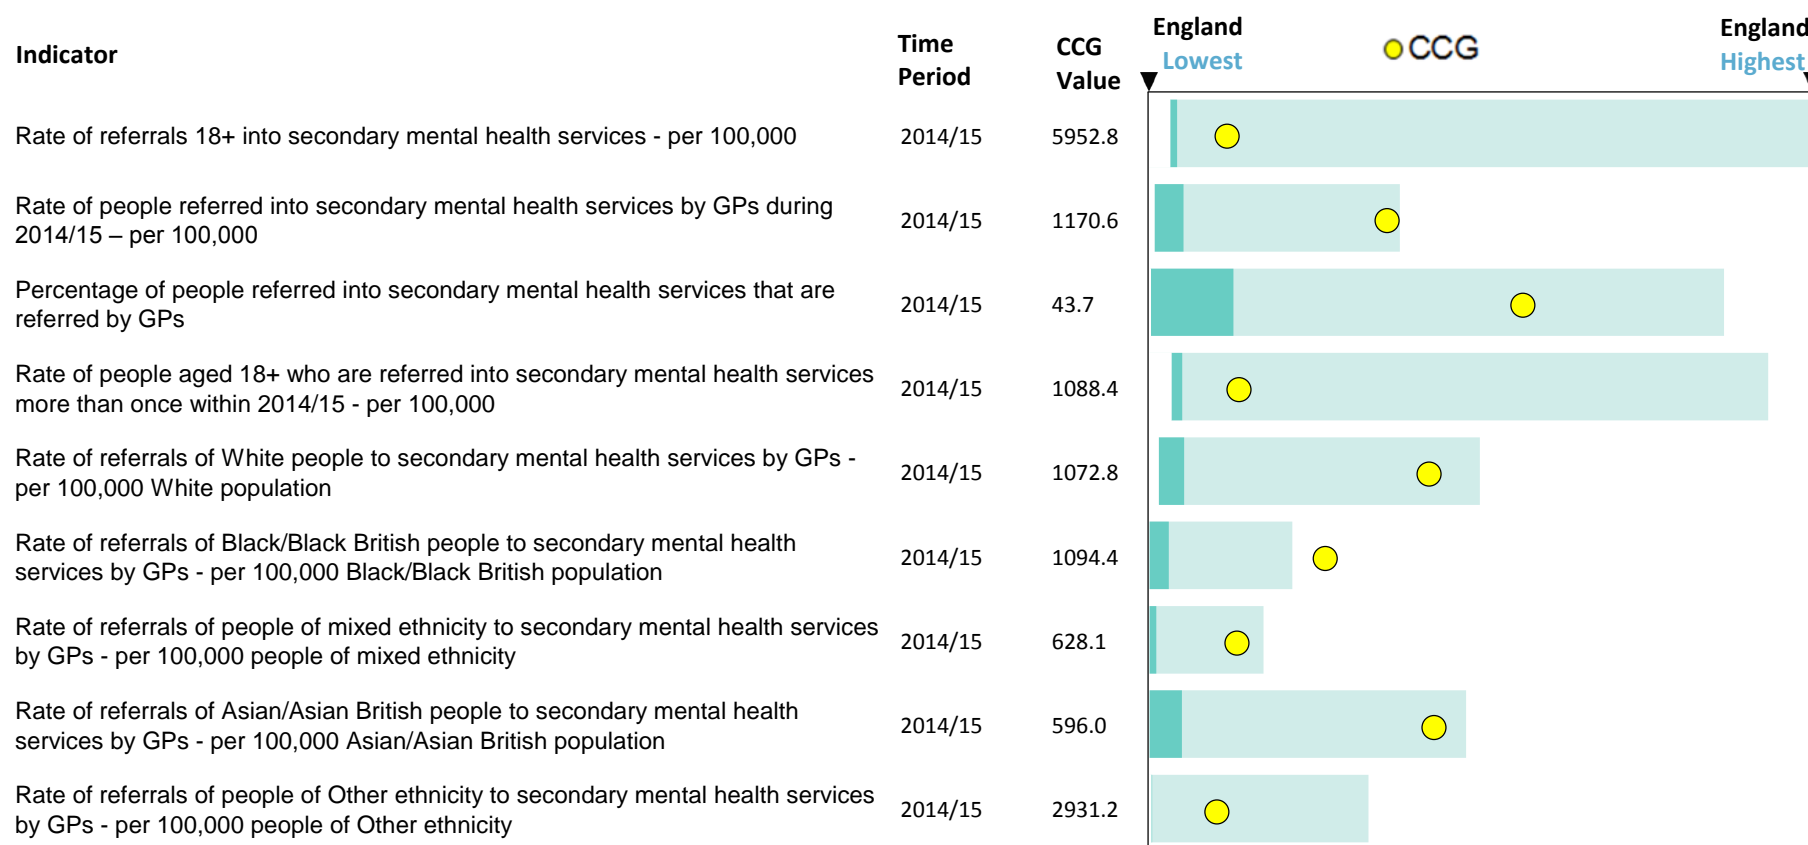 Indicator
Time
Period
CCG
Value
England
Lowest
CCG
England
Highest
Rate of referrals 18+ into secondary mental health services - per 100,000
2014/15
5952.8
Rate of people referred into secondary mental health services by GPs during
2014/15 – per 100,000
2014/15
1170.6
Percentage of people referred into secondary mental health services that are
referred by GPs
2014/15
43.7
Rate of people aged 18+ who are referred into secondary mental health services
more than once within 2014/15 - per 100,000
2014/15
1088.4
Rate of referrals of White people to secondary mental health services by GPs -
per 100,000 White population
2014/15
1072.8
Rate of referrals of Black/Black British people to secondary mental health
services by GPs - per 100,000 Black/Black British population
2014/15
1094.4
Rate of referrals of people of mixed ethnicity to secondary mental health services
by GPs - per 100,000 people of mixed ethnicity
2014/15
628.1
Rate of referrals of Asian/Asian British people to secondary mental health
services by GPs - per 100,000 Asian/Asian British population
2014/15
596.0
Rate of referrals of people of Other ethnicity to secondary mental health services
by GPs - per 100,000 people of Other ethnicity
2014/15
2931.2